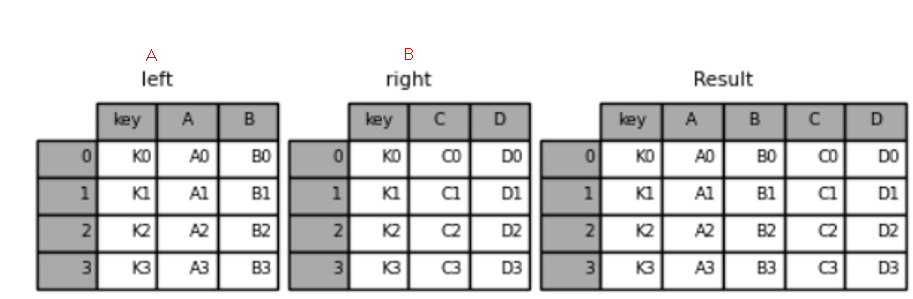 A B
left right Result
key A B key C D key A B C D
0 K0 A0 B0 0 K0 C0 D0 0 K0 A0 B0 C0 D0
1 K1 A1 B1 1 K1 C1 D1 1 K1 A1 B1 C1 D1
2 K2 A2 B2 2 K2 C2 D2 2 K2 A2 B2 C2 D2
3 K3 A3 B3 3 K3 C3 D3 3 K3 A3 B3 C3 D3